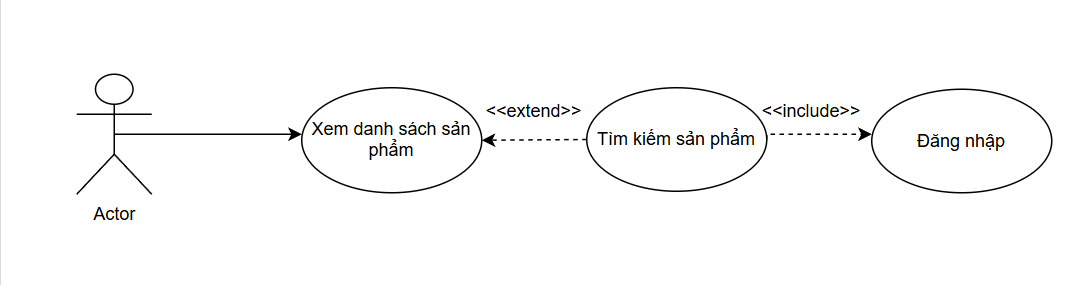 <<extend>>
<<include>>
Xem danh sách sản
phẩm
Tìm kiếm sản phẩm
Đăng nhập
Actor